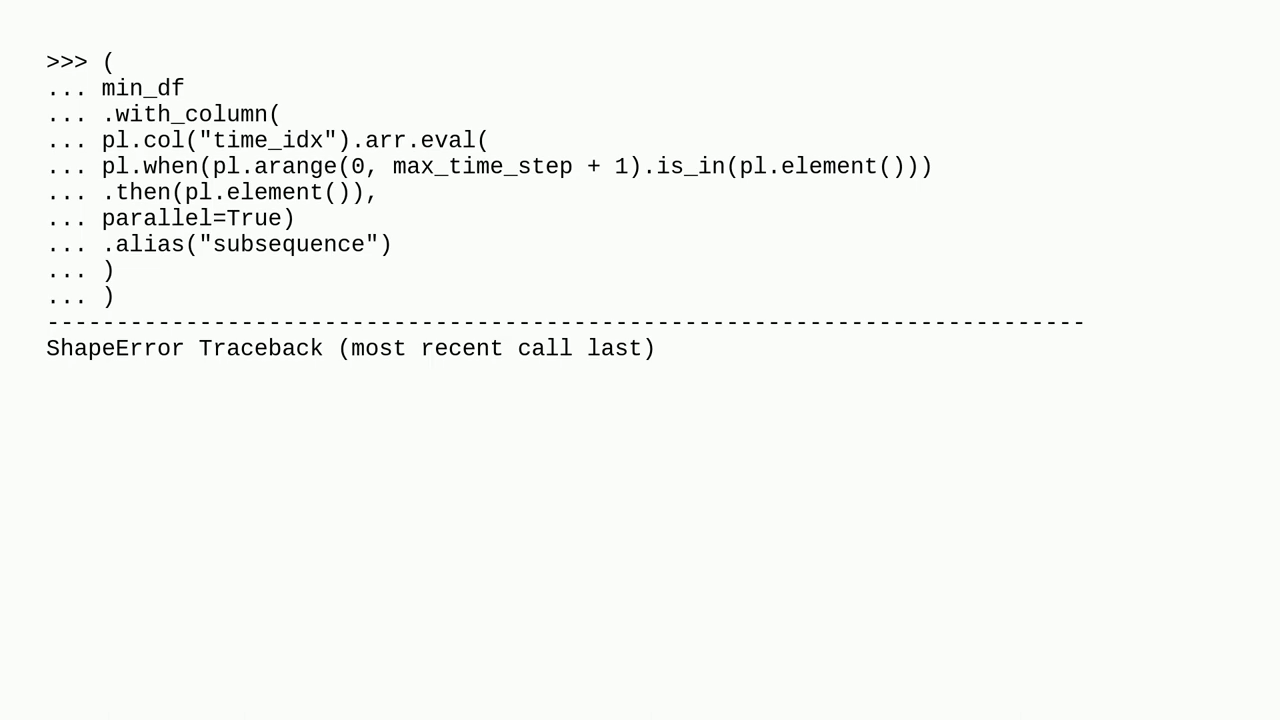 >>> (
... min_df
... .with_column(
... pl.col("time_idx").arr.eval(
... pl.when(pl.arange(0, max_time_step + 1).is_in(pl.element()))
... .then(pl.element()),
... parallel=True)
... .alias("subsequence")
... )
... )
---------------------------------------------------------------------------
ShapeError Traceback (most recent call last)